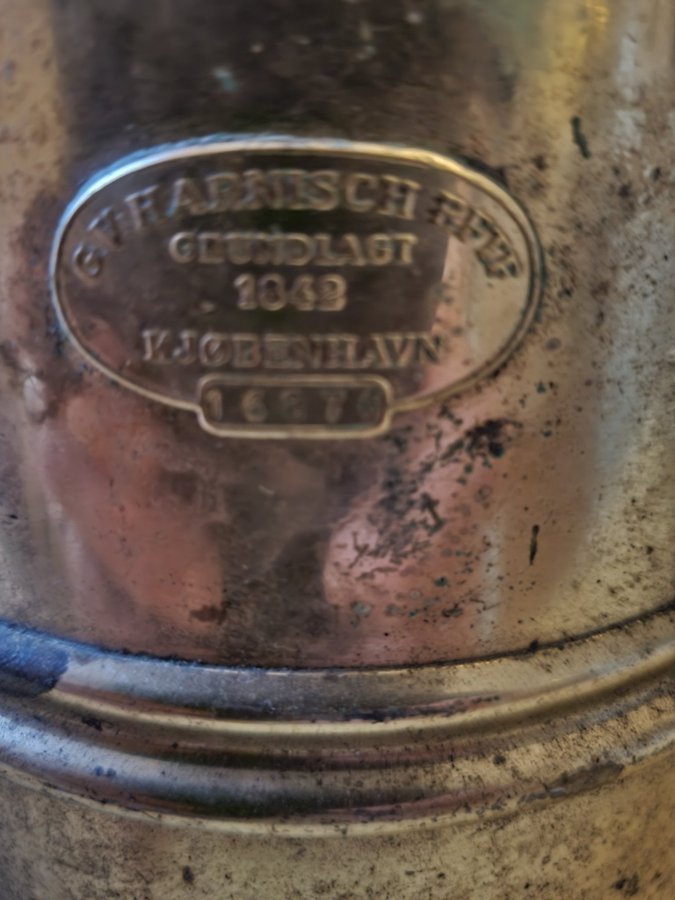 G.V. HARNISCH EFTF
GRUNDLAGT
1842
KJØBENHAVN